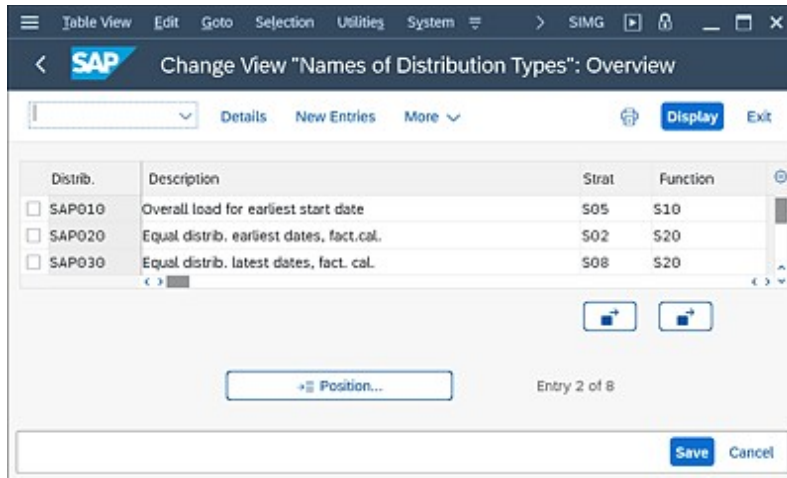 Table View Edit Goto Selection Utilities System SIMG
SAP Change View "Names of Distribution Types": Overview
Details New Entries More Display Exit
Distrib. Description Strat Function
SAP010 Overall load for earliest start date S05 S10
SAP020 Equal distrib. earliest dates, fact.cal. S02 S20
SAP030 Equal distrib. latest dates, fact. cal. S08 S20
Position... Entry 2 of 8
Save Cancel